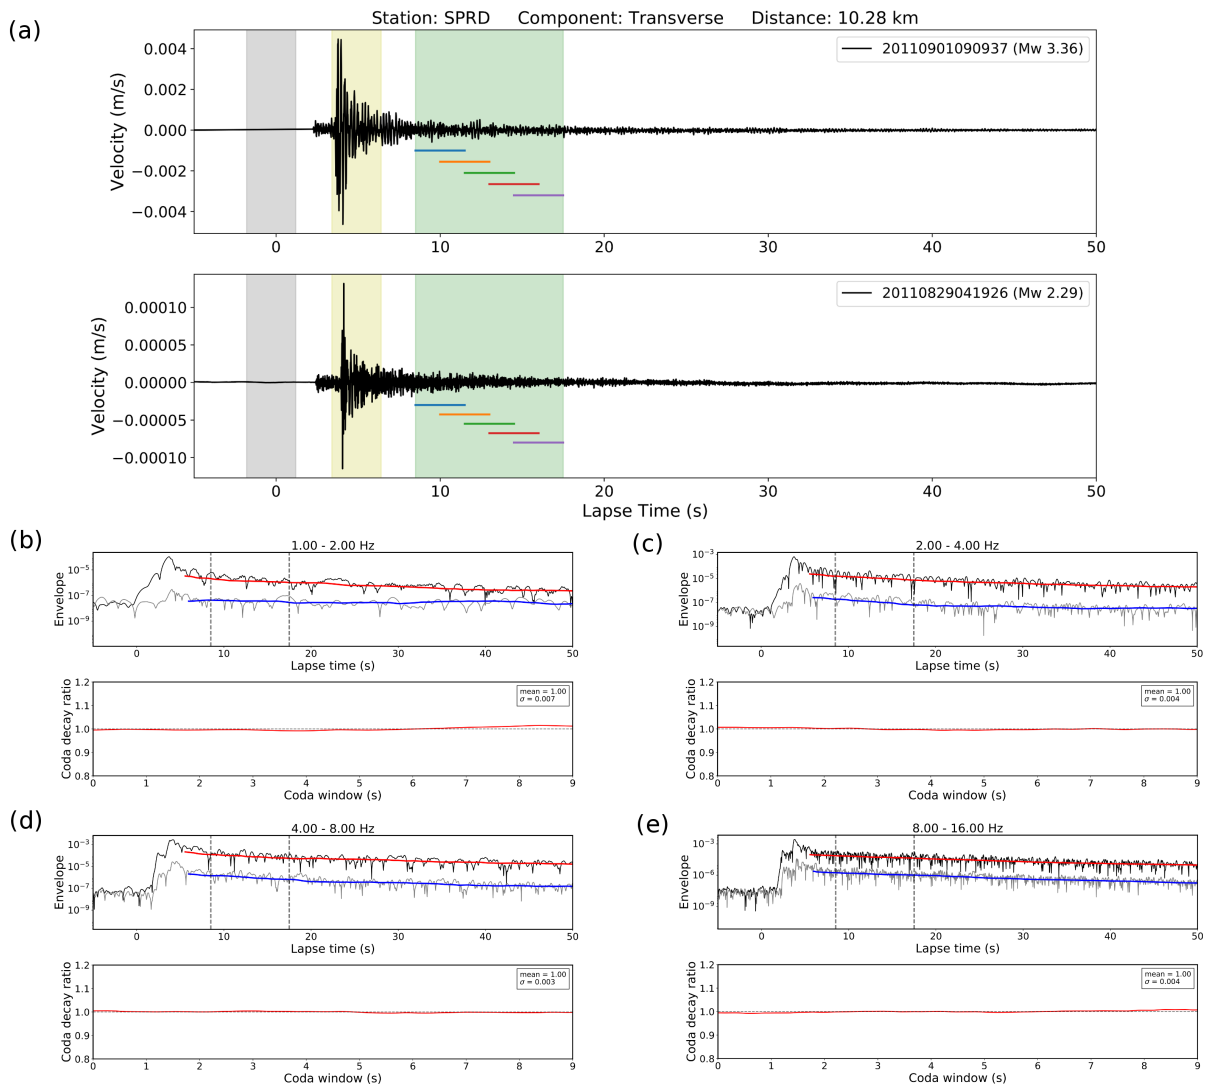 (a)
Station: SPRD Component: Transverse Distance: 10.28 km
20110901090937 (Mw 3.36)
Velocity (m/s)
0.004
0.002
0.000
−0.002
−0.004
0 10 20 30 40 50
20110829041926 (Mw 2.29)
Velocity (m/s)
0.00010
0.00005
0.00000
−0.00005
−0.00010
0 10 20 30 40 50
Lapse Time (s)
(b)
1.00 - 2.00 Hz
Envelope
10⁻⁵
10⁻⁷
10⁻⁹
0 10 20 30 40 50
Lapse time (s)
Coda decay ratio
1.2
1.1
1.0
0.9
0.8
mean = 1.00
σ = 0.007
0 1 2 3 4 5 6 7 8 9
Coda window (s)
(c)
2.00 - 4.00 Hz
Envelope
10⁻³
10⁻⁵
10⁻⁷
10⁻⁹
0 10 20 30 40 50
Lapse time (s)
Coda decay ratio
1.2
1.1
1.0
0.9
0.8
mean = 1.00
σ = 0.004
0 1 2 3 4 5 6 7 8 9
Coda window (s)
(d)
4.00 - 8.00 Hz
Envelope
10⁻³
10⁻⁵
10⁻⁷
10⁻⁹
0 10 20 30 40 50
Lapse time (s)
Coda decay ratio
1.2
1.1
1.0
0.9
0.8
mean = 1.00
σ = 0.003
0 1 2 3 4 5 6 7 8 9
Coda window (s)
(e)
8.00 - 16.00 Hz
Envelope
10⁻³
10⁻⁶
10⁻⁹
0 10 20 30 40 50
Lapse time (s)
Coda decay ratio
1.2
1.1
1.0
0.9
0.8
mean = 1.00
σ = 0.004
0 1 2 3 4 5 6 7 8 9
Coda window (s)